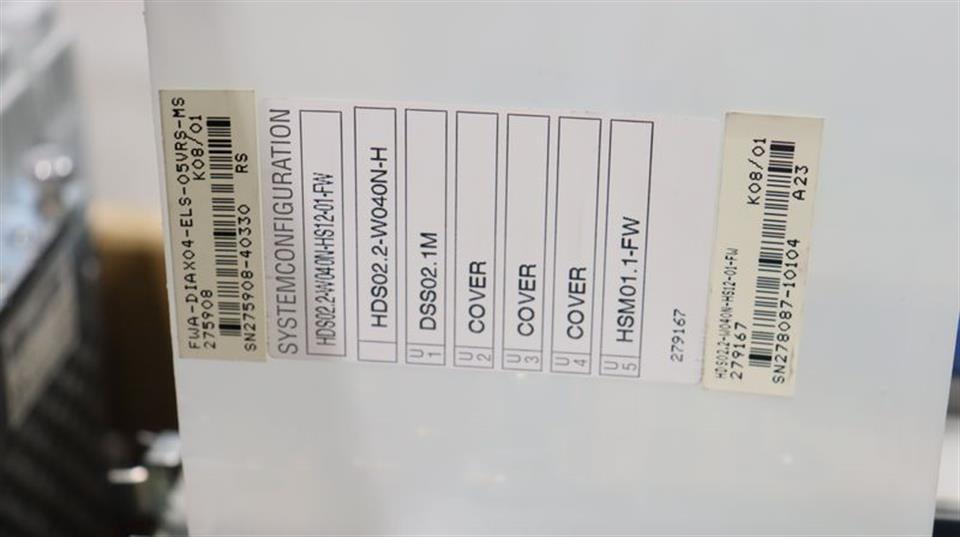 FWA-DIAX04-ELS-05VRS-MS
275908 K08/01
SN275908-40330 RS
SYSTEMCONFIGURATION
HDS02.2-W040N-HS12-01-FW
HDS02.2-W040N-H
U1 DSS02.1M
U2 COVER
U3 COVER
U4 COVER
U5 HSM01.1-FW
279167
HDS02.2-W040N-HS12-01-FW
279167 K08/01
SN278087-10104 A23